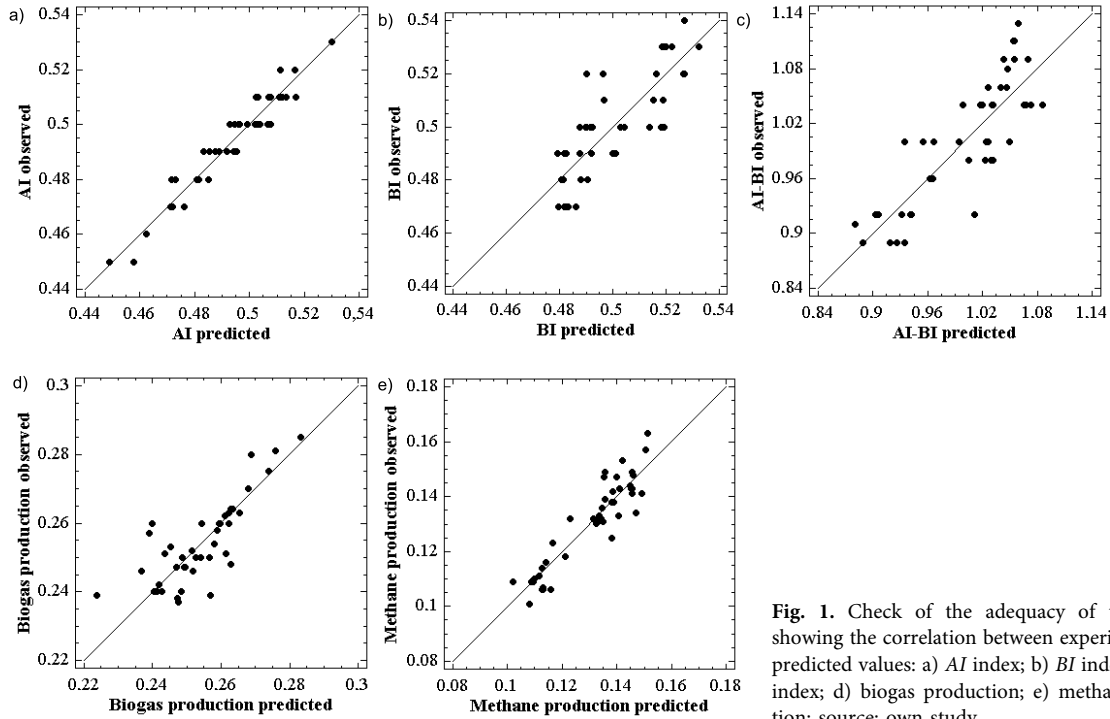 a)
0.54
0.52
0.5
0.48
0.46
0.44
AI observed
0.44 0.46 0.48 0.5 0.52 0,54
AI predicted
b)
0.54
0.52
0.5
0.48
0.46
0.44
BI observed
0.44 0.46 0.48 0.5 0.52 0.54
BI predicted
c)
1.14
1.08
1.02
0.96
0.9
0.84
AI-BI observed
0.84 0.9 0.96 1.02 1.08 1.14
AI-BI predicted
d)
0.3
0.28
0.26
0.24
0.22
Biogas production observed
0.22 0.24 0.26 0.28 0.3
Biogas production predicted
e)
0.18
0.16
0.14
0.12
0.1
0.08
Methane production observed
0.08 0.1 0.12 0.14 0.16 0.18
Methane production predicted
Fig. 1. Check of the adequacy of
showing the correlation between experi
predicted values: a) AI index; b) BI ind
index; d) biogas production; e) metha
tion; source: own study